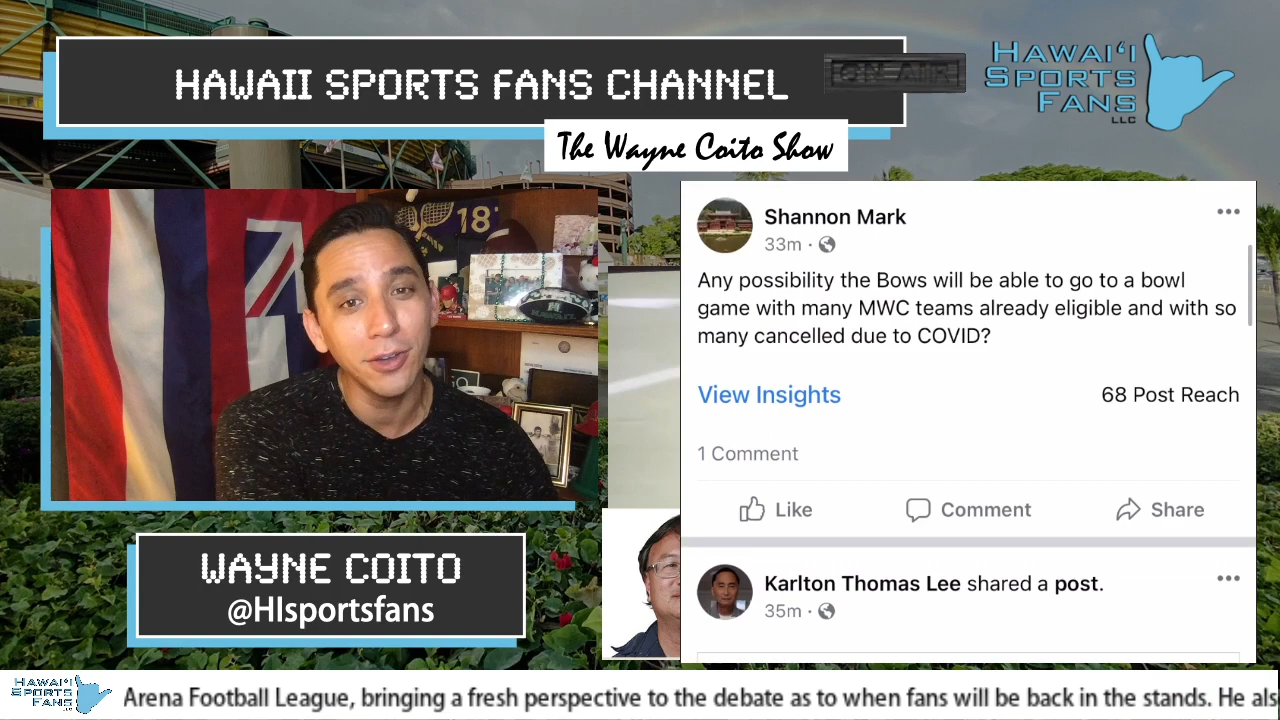 HAWAII SPORTS FANS CHANNEL
ON AIR
HAWAI‘I
SPORTS
FANS
LLC
The Wayne Coito Show
18
Shannon Mark
33m
Any possibility the Bows will be able to go to a bowl
game with many MWC teams already eligible and with so
many cancelled due to COVID?
View Insights
68 Post Reach
1 Comment
Like
Comment
Share
Karlton Thomas Lee shared a post.
35m
WAYNE COITO
@HIsportsfans
HAWAI‘I
SPORTS
FANS
Arena Football League, bringing a fresh perspective to the debate as to when fans will be back in the stands. He als